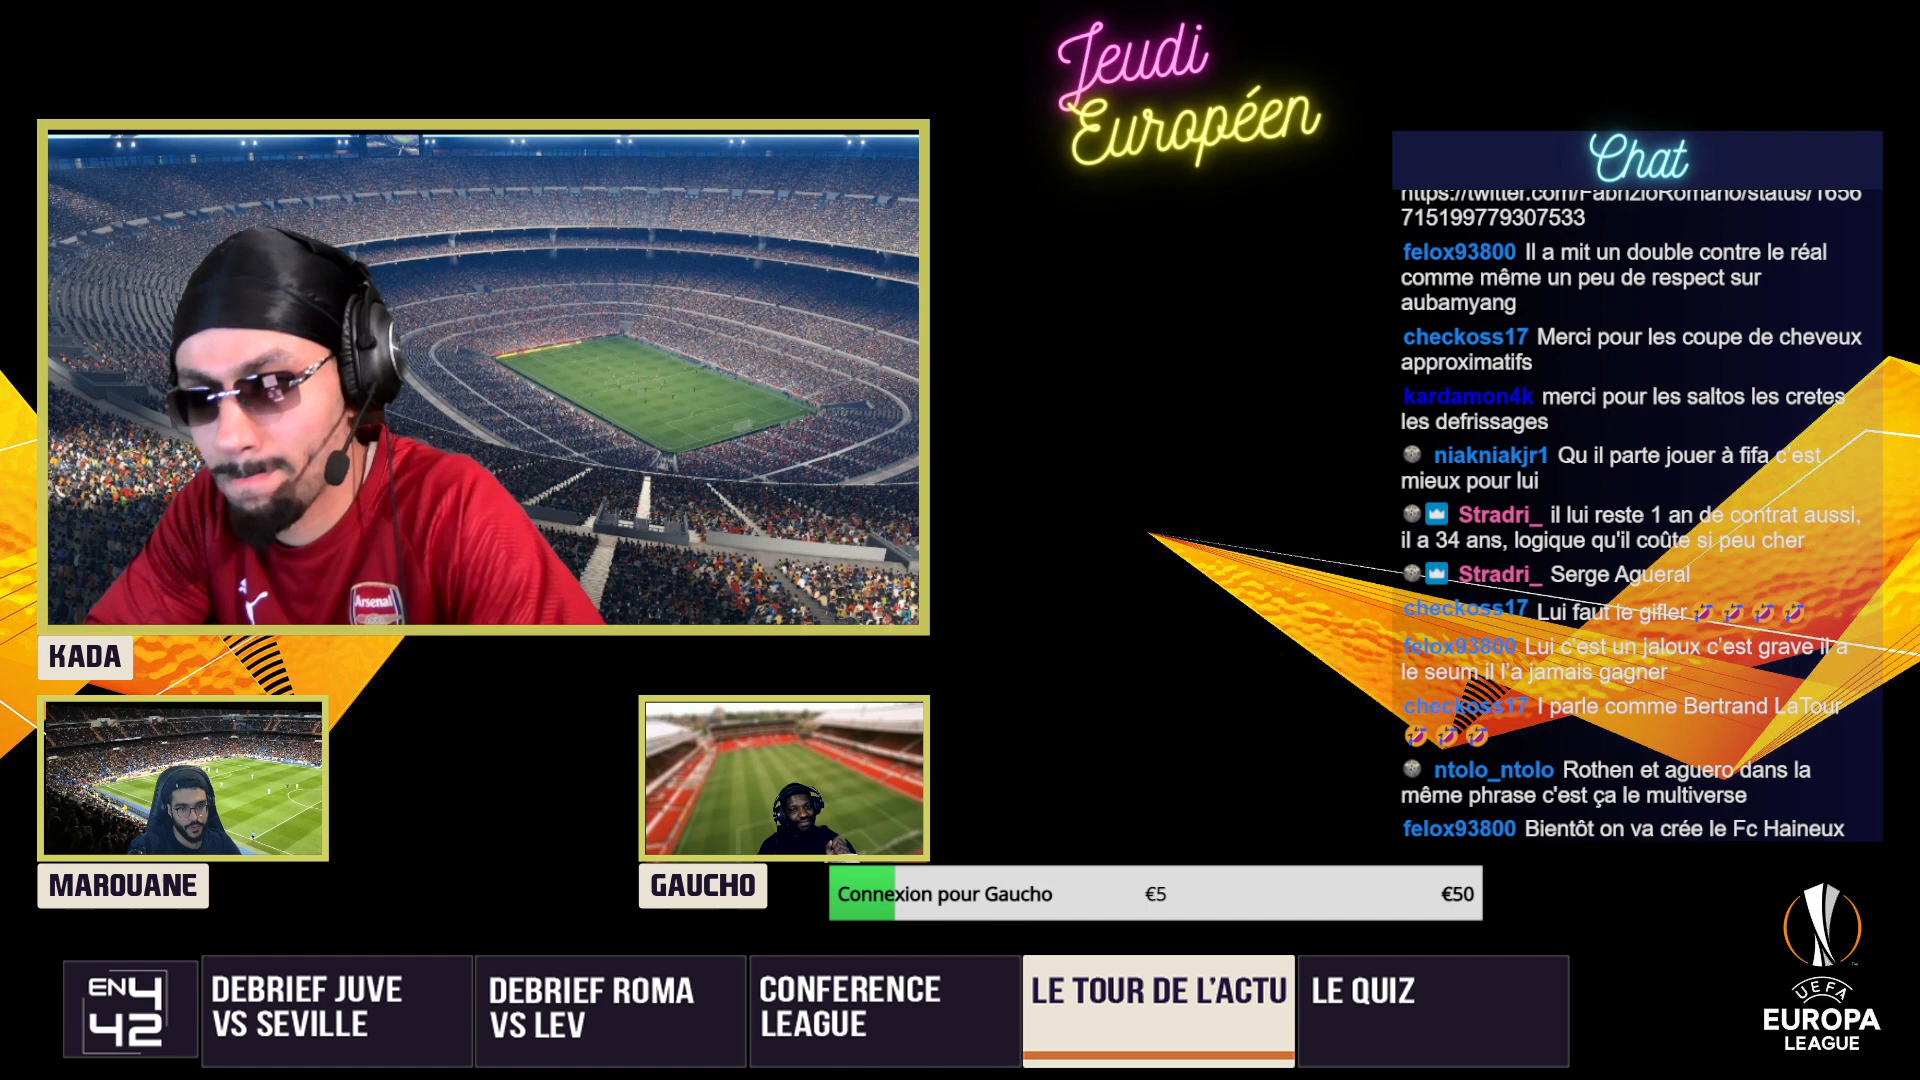 Jeudi
Européen
Chat
https://twitter.com/FabrizioRomano/status/1656
715199779307533
felox93800 Il a mit un double contre le réal
comme même un peu de respect sur
aubamyang
checkoss17 Merci pour les coupe de cheveux
approximatifs
kardamon4k merci pour les saltos les cretes
les defrissages
niakniakjr1 Qu il parte jouer à fifa c'est
mieux pour lui
Stradri_ il lui reste 1 an de contrat aussi,
il a 34 ans, logique qu'il coûte si peu cher
Stradri_ Serge Agueral
checkoss17 Lui faut le gifler 🤣 🤣 🤣 🤣
felox93800 Lui c'est un jaloux c'est grave il a
le seum il l'a jamais gagner
checkoss17 I parle comme Bertrand LaTour
🤣 🤣 🤣
ntolo_ntolo Rothen et aguero dans la
même phrase c'est ça le multiverse
felox93800 Bientôt on va crée le Fc Haineux
Arsenal
KADA
MAROUANE
GAUCHO
Connexion pour Gaucho €5 €50
EN 4
42
DEBRIEF JUVE
VS SEVILLE
DEBRIEF ROMA
VS LEV
CONFERENCE
LEAGUE
LE TOUR DE L'ACTU
LE QUIZ
UEFA
EUROPA
LEAGUE